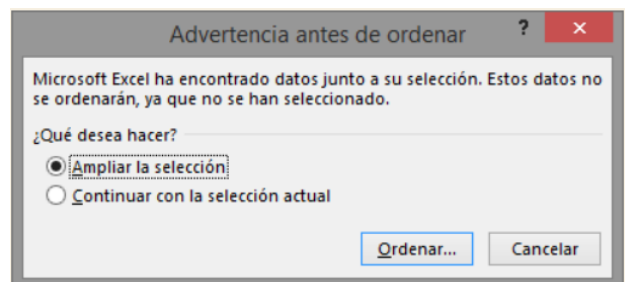 Advertencia antes de ordenar
?
×
Microsoft Excel ha encontrado datos junto a su selección. Estos datos no
se ordenarán, ya que no se han seleccionado.
¿Qué desea hacer?
Ampliar la selección
Continuar con la selección actual
Ordenar... Cancelar